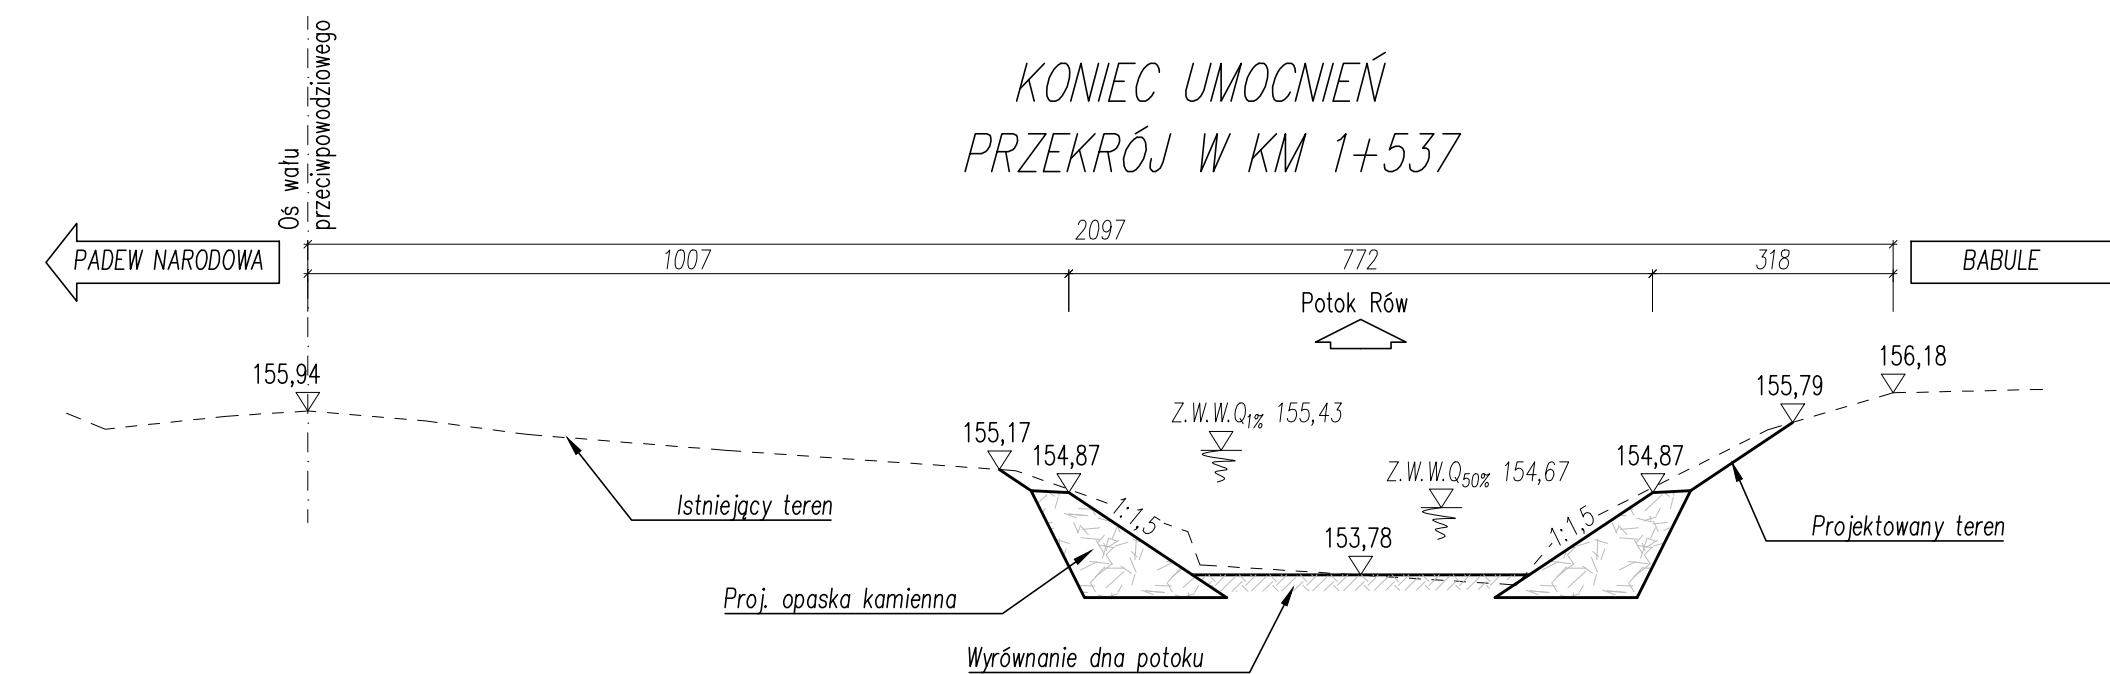 KONIEC UMOCNIEŃ
PRZEKRÓJ W KM 1+537
Oś wału
przeciwpowodziowego
2097
PADEW NARODOWA
1007
772
318
BABULE
Potok Rów
155,94
156,18
155,79
Z.W.W.Q1% 155,43
155,17
154,87
Z.W.W.Q50% 154,67
154,87
Istniejący teren
1:1,5
1:1,5
Projektowany teren
153,78
Proj. opaska kamienna
Wyrównanie dna potoku